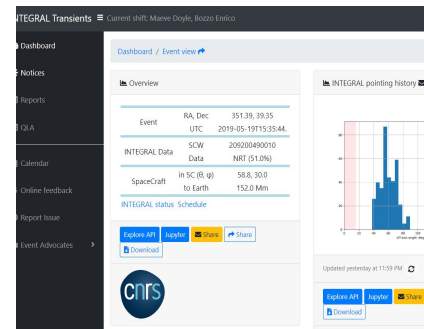 INTEGRAL Transients
Current shift: Maeve Doyle, Bozzo Enrico
Dashboard
Notices
Reports
QLA
Calendar
Online feedback
Report Issue
Event Advocates
Dashboard / Event view
Overview
Event
RA, Dec 351.39, 39.35
UTC 2019-05-19T15:35:44.
INTEGRAL Data
SCW 209200490010
Data NRT (51.0%)
SpaceCraft
in SC (θ, φ) 58.8, 30.0
to Earth 152.0 Mm
INTEGRAL status Schedule
Explore API Jupyter Share Share
Download
cnrs
INTEGRAL pointing history
off-axis angle, deg
Updated yesterday at 11:59 PM
Explore API Jupyter Share
Download